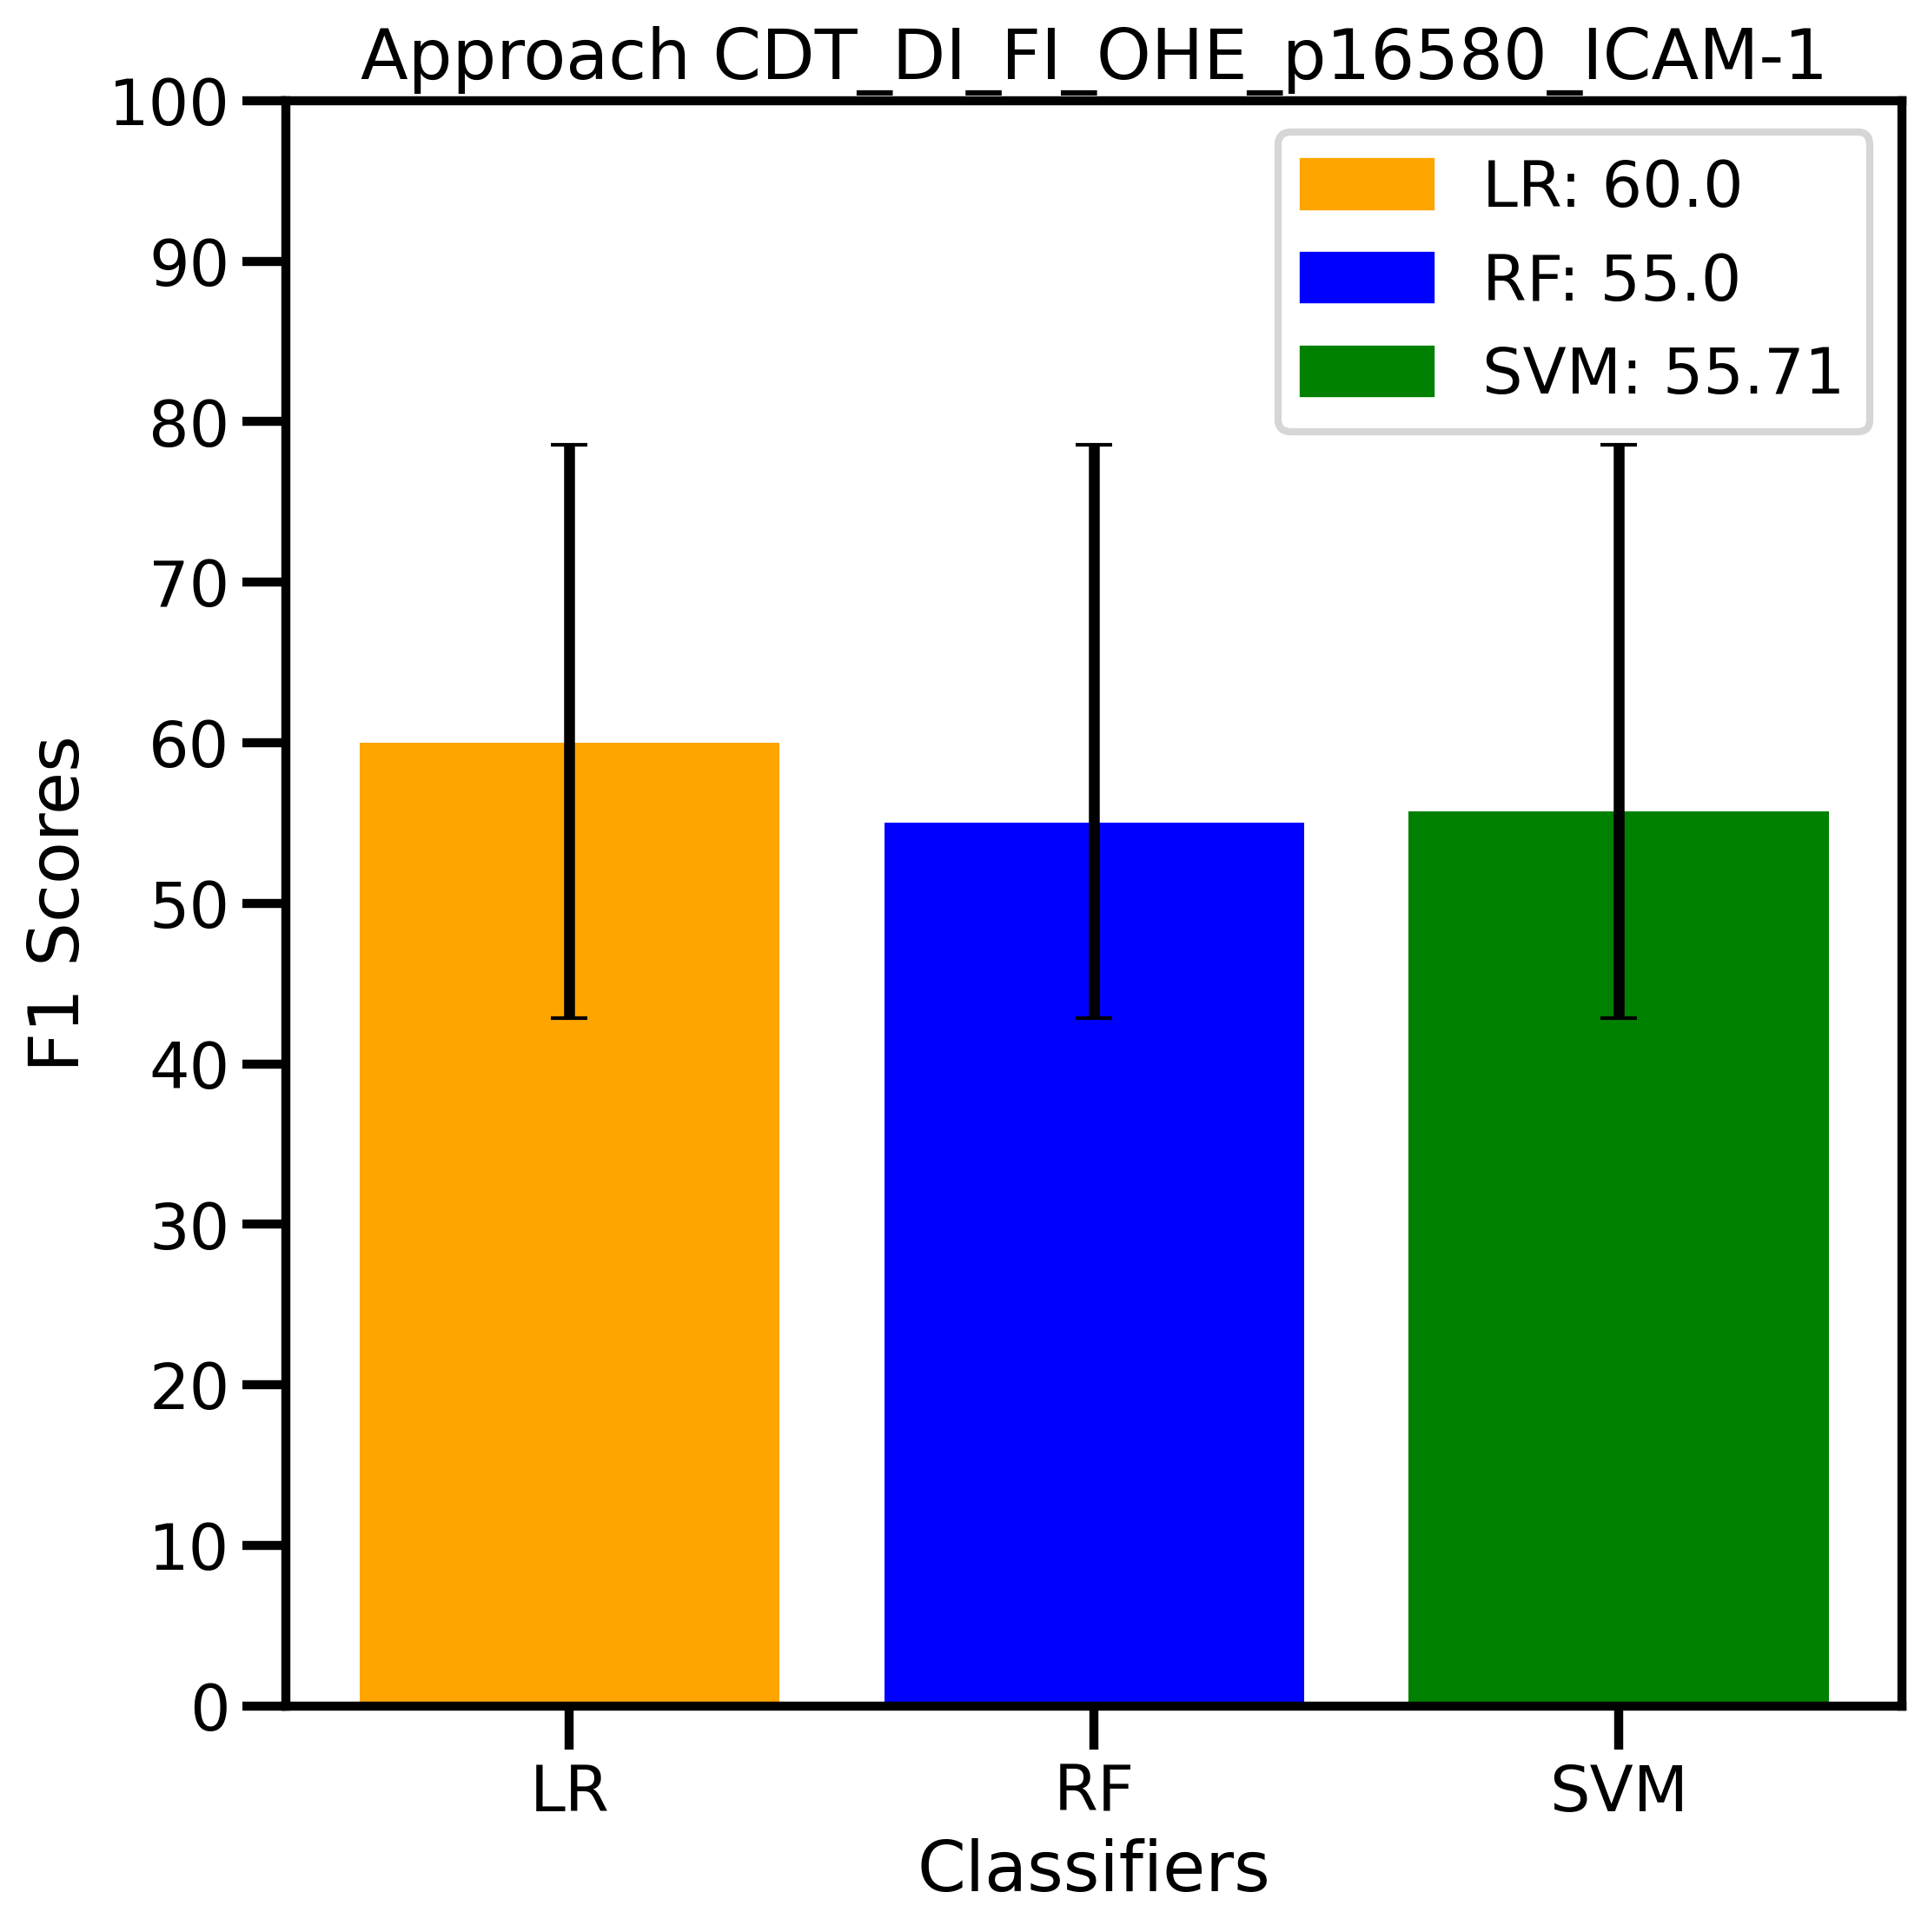 Approach CDT_DI_FI_OHE_p16580_ICAM-1
100
90
80
70
60
50
40
30
20
10
0
F1 Scores
LR: 60.0
RF: 55.0
SVM: 55.71
LR
RF
SVM
Classifiers